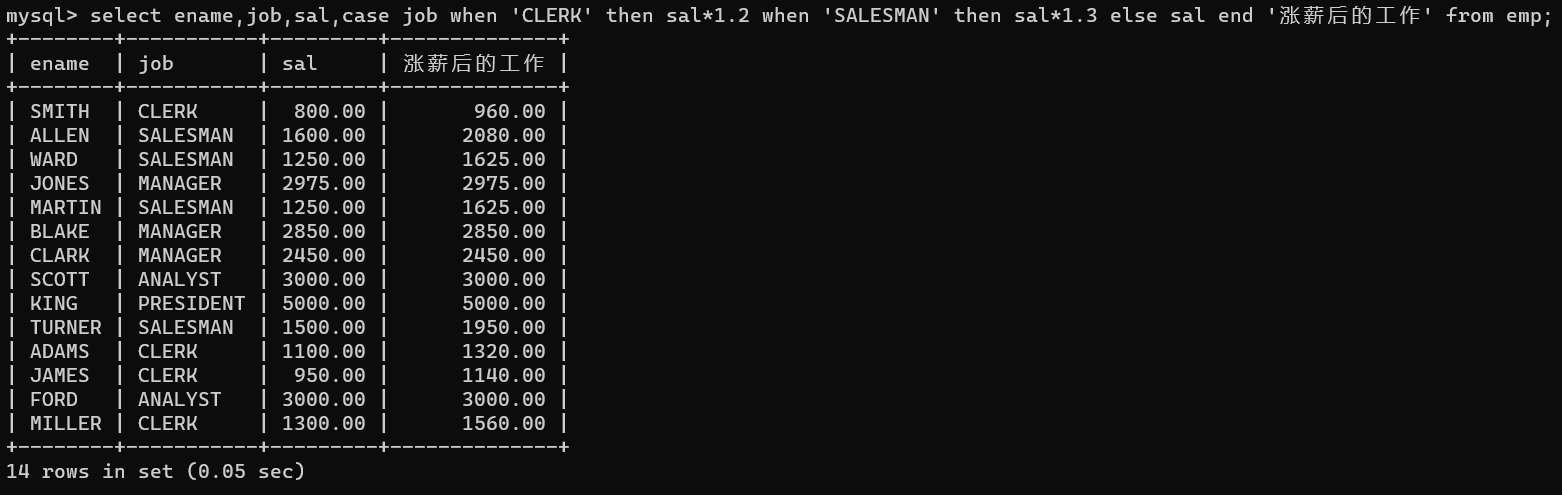 mysql> select ename,job,sal,case job when 'CLERK' then sal*1.2 when 'SALESMAN' then sal*1.3 else sal end '涨薪后的工作' from emp;
+--------+-----------+---------+--------------+
| ename  | job       | sal     | 涨薪后的工作 |
+--------+-----------+---------+--------------+
| SMITH  | CLERK     |  800.00 |       960.00 |
| ALLEN  | SALESMAN  | 1600.00 |      2080.00 |
| WARD   | SALESMAN  | 1250.00 |      1625.00 |
| JONES  | MANAGER   | 2975.00 |      2975.00 |
| MARTIN | SALESMAN  | 1250.00 |      1625.00 |
| BLAKE  | MANAGER   | 2850.00 |      2850.00 |
| CLARK  | MANAGER   | 2450.00 |      2450.00 |
| SCOTT  | ANALYST   | 3000.00 |      3000.00 |
| KING   | PRESIDENT | 5000.00 |      5000.00 |
| TURNER | SALESMAN  | 1500.00 |      1950.00 |
| ADAMS  | CLERK     | 1100.00 |      1320.00 |
| JAMES  | CLERK     |  950.00 |      1140.00 |
| FORD   | ANALYST   | 3000.00 |      3000.00 |
| MILLER | CLERK     | 1300.00 |      1560.00 |
+--------+-----------+---------+--------------+
14 rows in set (0.05 sec)